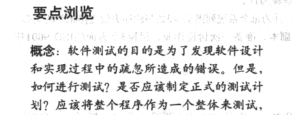 要点浏览
概念：软件测试的目的是为了发现软件设计
和实现过程中的疏忽所造成的错误。但是，
如何进行测试？是否应该制定正式的测试计
划？应该将整个程序作为一个整体来测试，